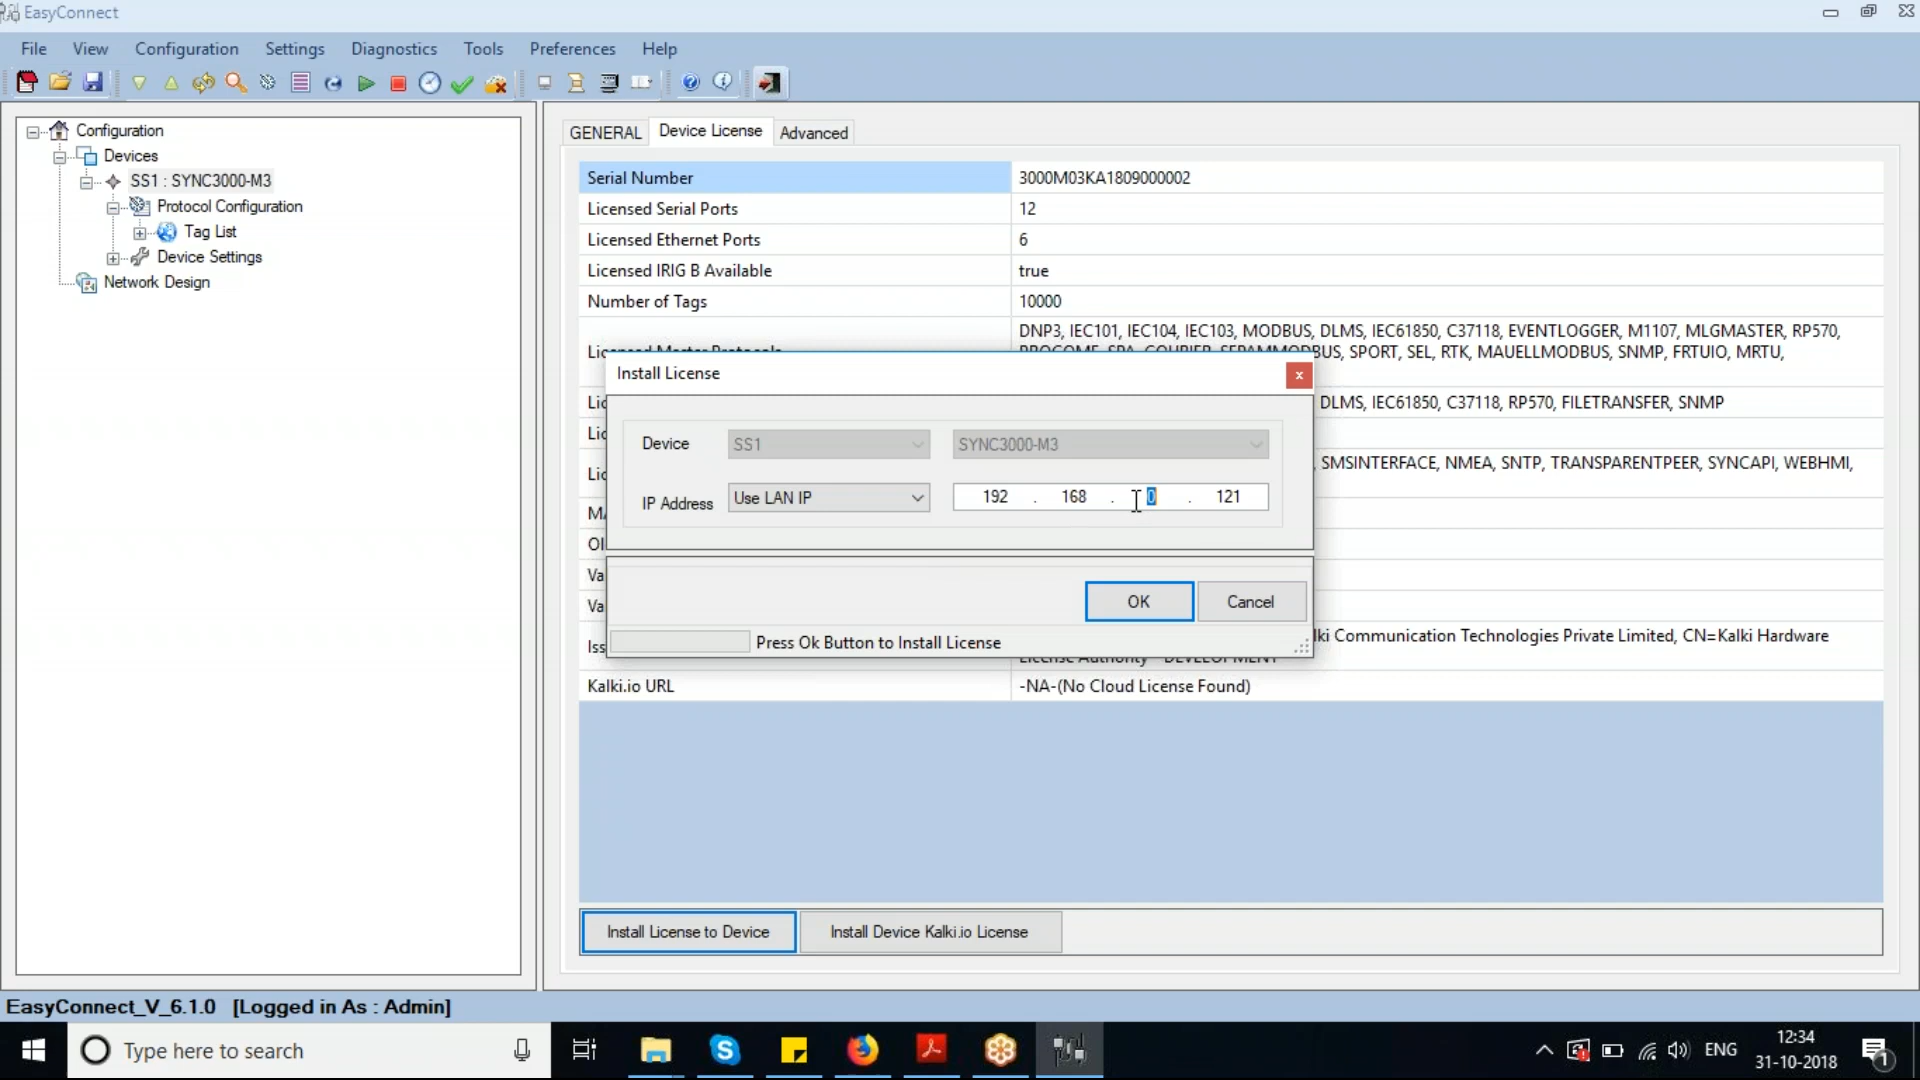 EasyConnect
File View Configuration Settings Diagnostics Tools Preferences Help
Configuration
Devices
SS1 : SYNC3000-M3
Protocol Configuration
Tag List
Device Settings
Network Design
GENERAL Device License Advanced
Serial Number 3000M03KA1809000002
Licensed Serial Ports 12
Licensed Ethernet Ports 6
Licensed IRIG B Available true
Number of Tags 10000
DNP3, IEC101, IEC104, IEC103, MODBUS, DLMS, IEC61850, C37118, EVENTLOGGER, M1107, MLGMASTER, RP570,
BUS, SPORT, SEL, RTK, MAUELLMODBUS, SNMP, FRTUIO, MRTU,
DLMS, IEC61850, C37118, RP570, FILETRANSFER, SNMP
, SMSINTERFACE, NMEA, SNTP, TRANSPARENTPEER, SYNCAPI, WEBHMI,
Install License
Device SS1 SYNC3000-M3
IP Address Use LAN IP 192 . 168 . 0 . 121
OK Cancel
Press Ok Button to Install License
lki Communication Technologies Private Limited, CN=Kalki Hardware
License Authority - DEVELOPMENT
Kalki.io URL -NA-(No Cloud License Found)
Install License to Device Install Device Kalki.io License
EasyConnect_V_6.1.0 [Logged in As : Admin]
Type here to search
ENG
12:34
31-10-2018
1